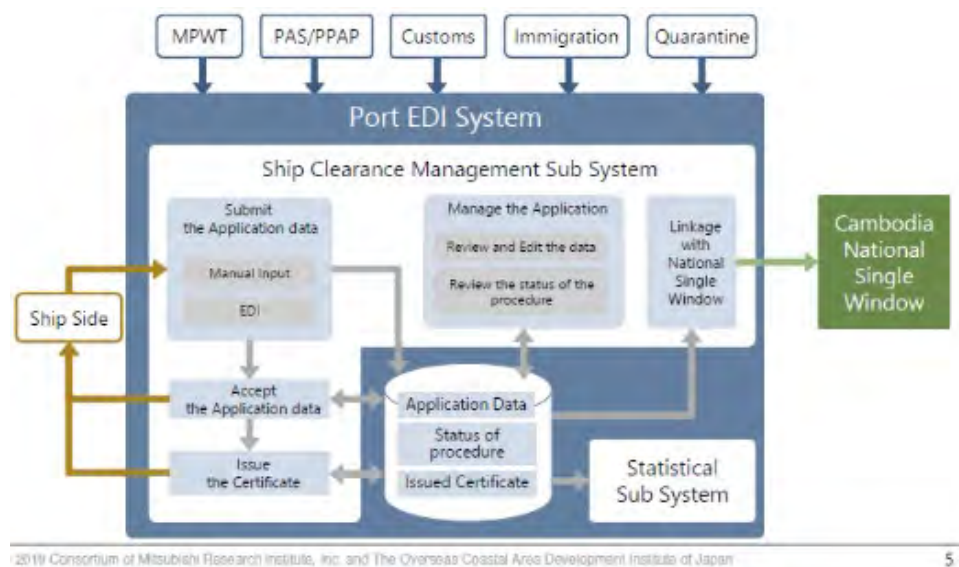 MPWT
PAS/PPAP
Customs
Immigration
Quarantine
Port EDI System
Ship Clearance Management Sub System
Submit
the Application data
Manual Input
EDI
Manage the Application
Review and Edit the data
Review the status of the
procedure
Linkage
with
National
Single
Window
Cambodia
National
Single
Window
Ship Side
Accept
the Application data
Issue
the Certificate
Application Data
Status of
procedure
Issued Certificate
Statistical
Sub System
2019 Consortium of Mitsubishi Research Institute, Inc. and The Overseas Coastal Area Development Institute of Japan
5